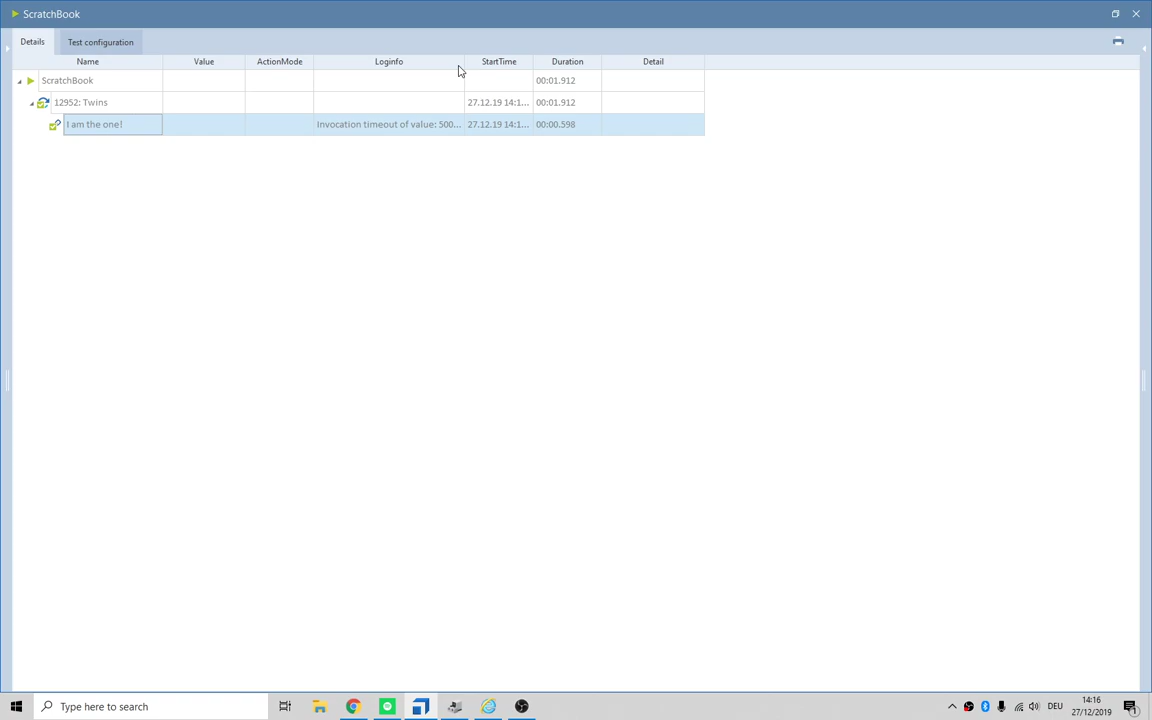 ScratchBook
Details
Test configuration
Name Value ActionMode Loginfo StartTime Duration Detail
ScratchBook 00:01.912
12952: Twins 27.12.19 14:1... 00:01.912
I am the one! Invocation timeout of value: 500... 27.12.19 14:1... 00:00.598
Type here to search
DEU
14:16
27/12/2019
1